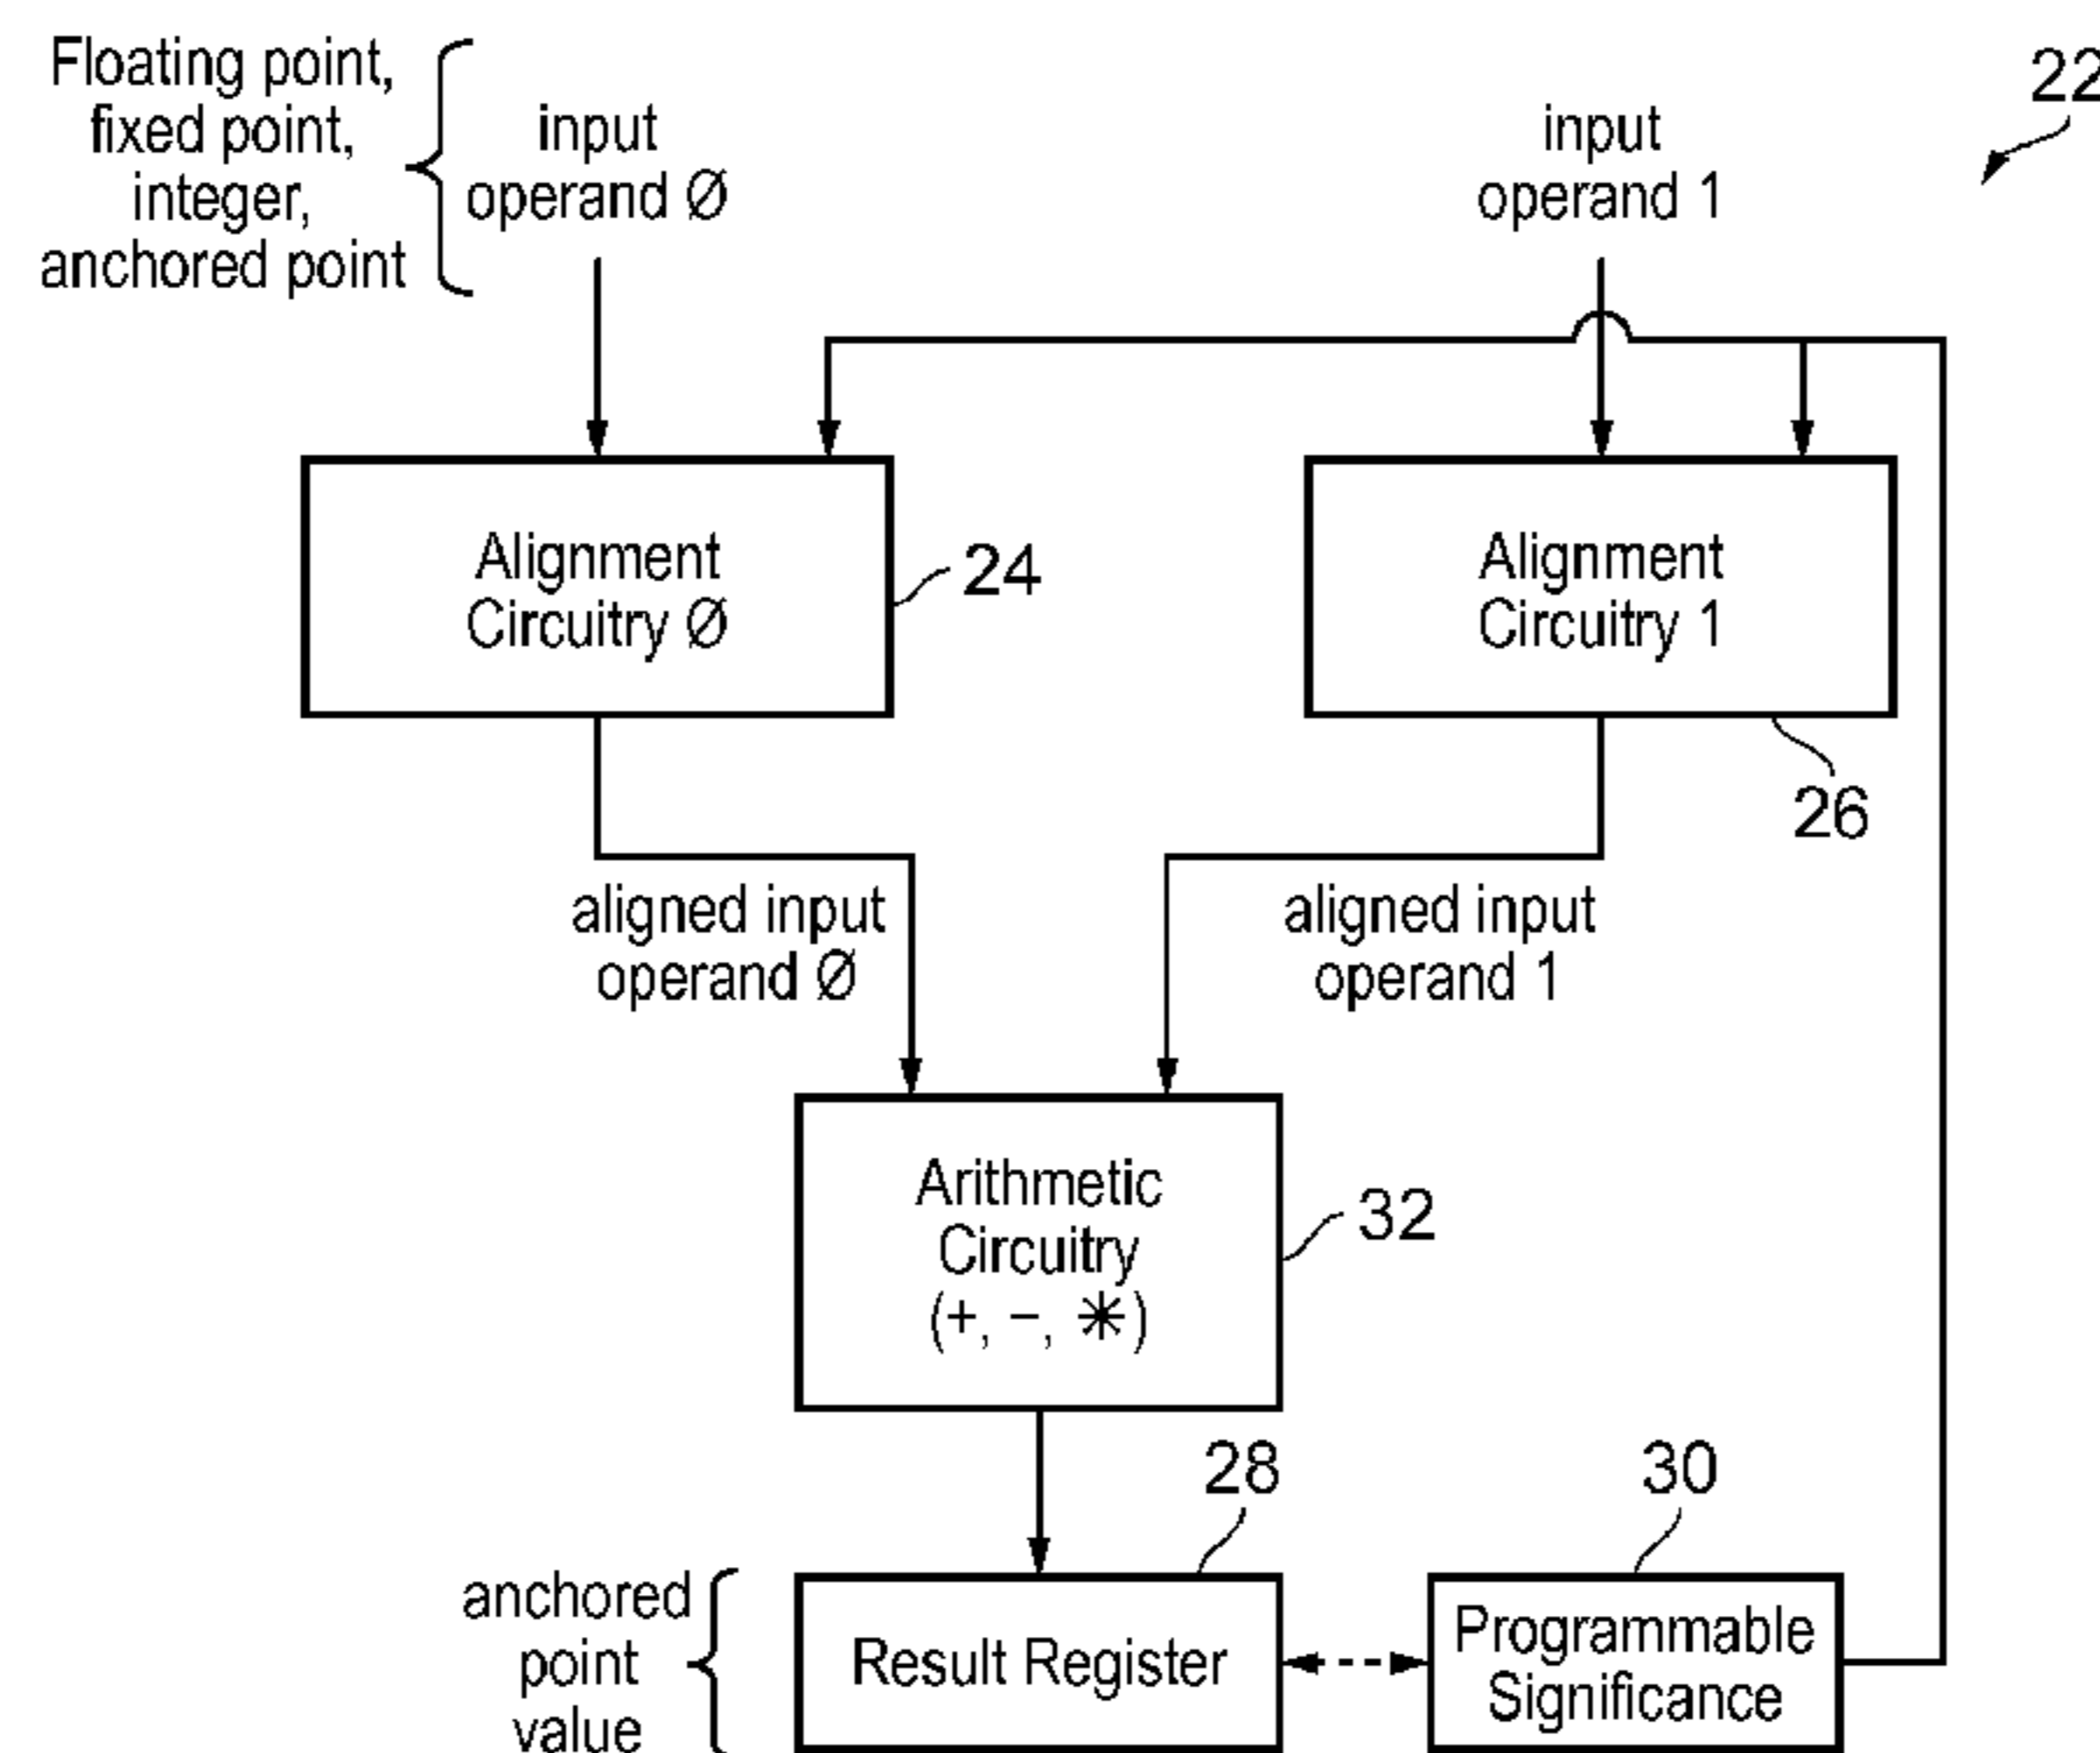 Floating point,
fixed point,
integer,
anchored point
input
operand Ø
input
operand 1
22
Alignment
Circuitry Ø
24
Alignment
Circuitry 1
26
aligned input
operand Ø
aligned input
operand 1
Arithmetic
Circuitry
(+, −, ✳)
32
28
30
anchored
point
value
Result Register
Programmable
Significance